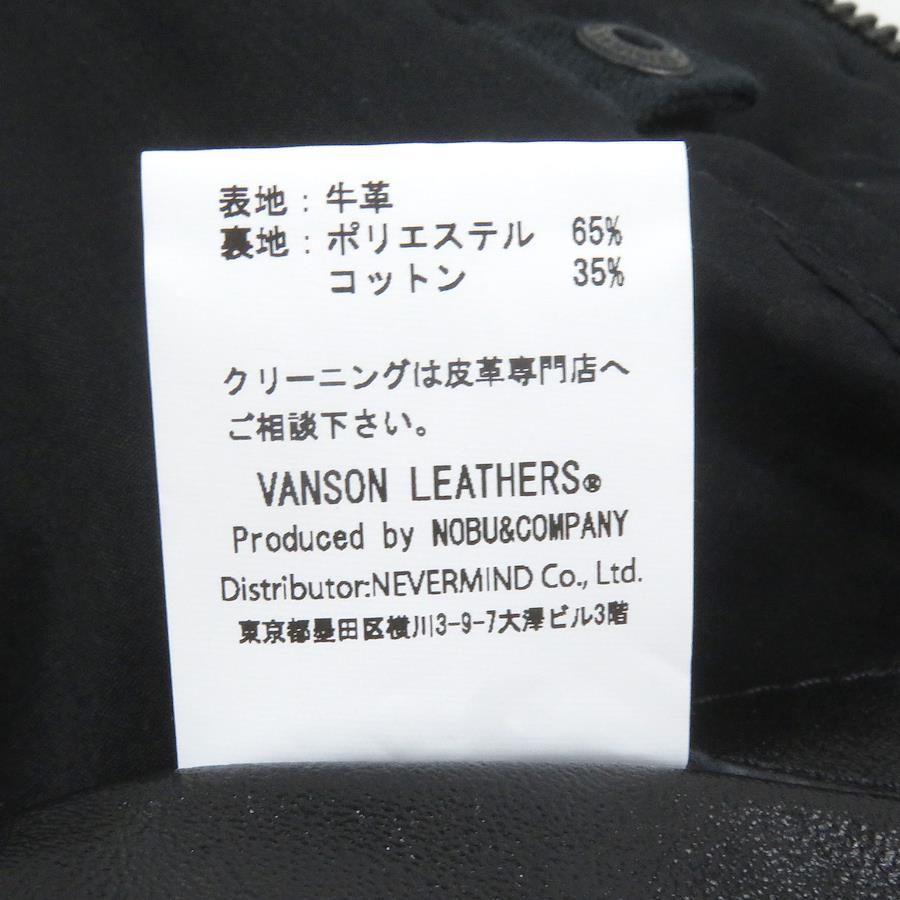 表地：牛革
裏地：ポリエステル 65%
コットン 35%
クリーニングは皮革専門店へ
ご相談下さい。
VANSON LEATHERS®
Produced by NOBU&COMPANY
Distributor:NEVERMIND Co., Ltd.
東京都墨田区横川3-9-7大澤ビル3階